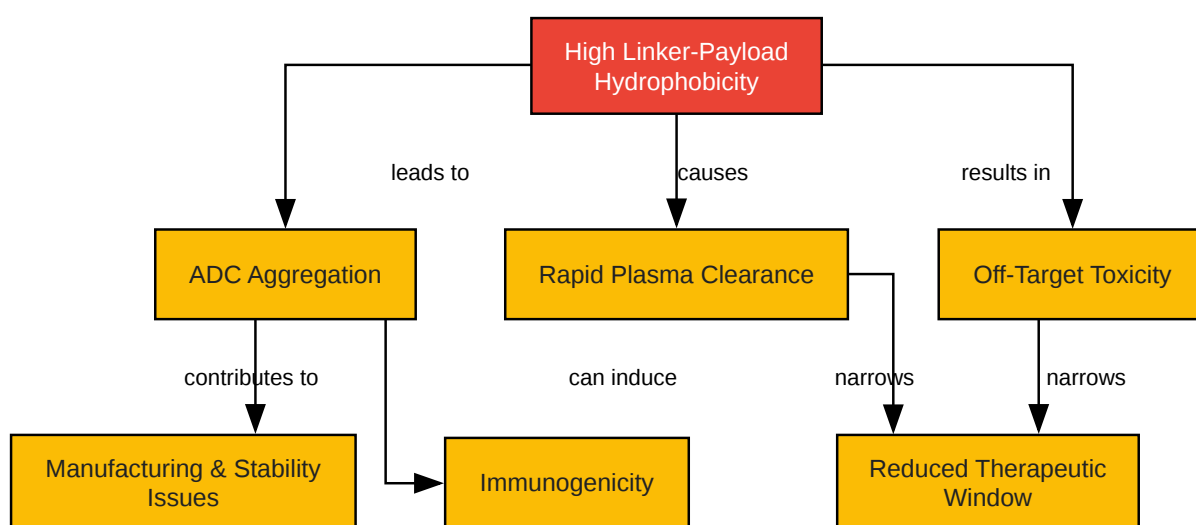 High Linker-Payload
Hydrophobicity
leads to
causes
results in
ADC Aggregation
Rapid Plasma Clearance
Off-Target Toxicity
contributes to
can induce
narrows
narrows
Manufacturing & Stability
Issues
Immunogenicity
Reduced Therapeutic
Window